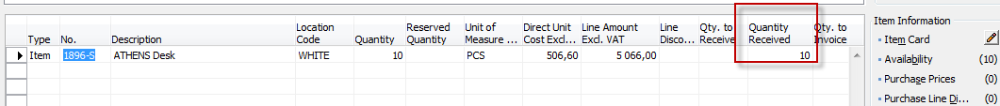 Type No. Description Location Code Quantity Reserved Quantity Unit of Measure ... Direct Unit Cost Excl... Line Amount Excl. VAT Line Disco... Qty. to Receive Quantity Received Qty. to Invoice
Item 1896-S ATHENS Desk WHITE 10 PCS 506,60 5 066,00 10
Item Information
Item Card
Availability (10)
Purchase Prices (0)
Purchase Line Di... (0)